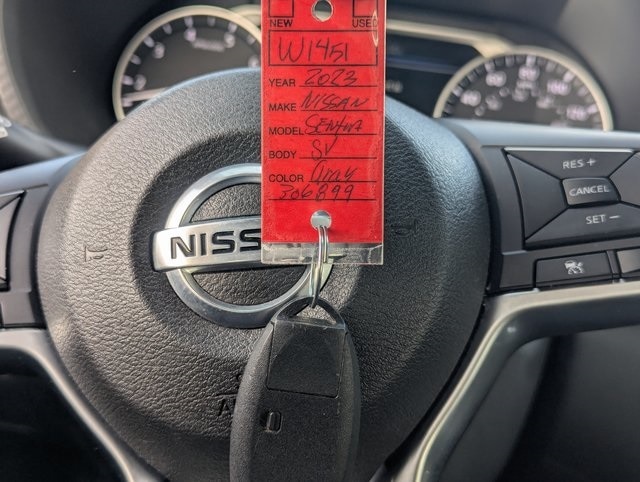 NEW USED
W1451
YEAR 2023
MAKE NISSAN
MODEL SENTRA
BODY SV
COLOR Gray
306899
NISS
RES +
CANCEL
SET -